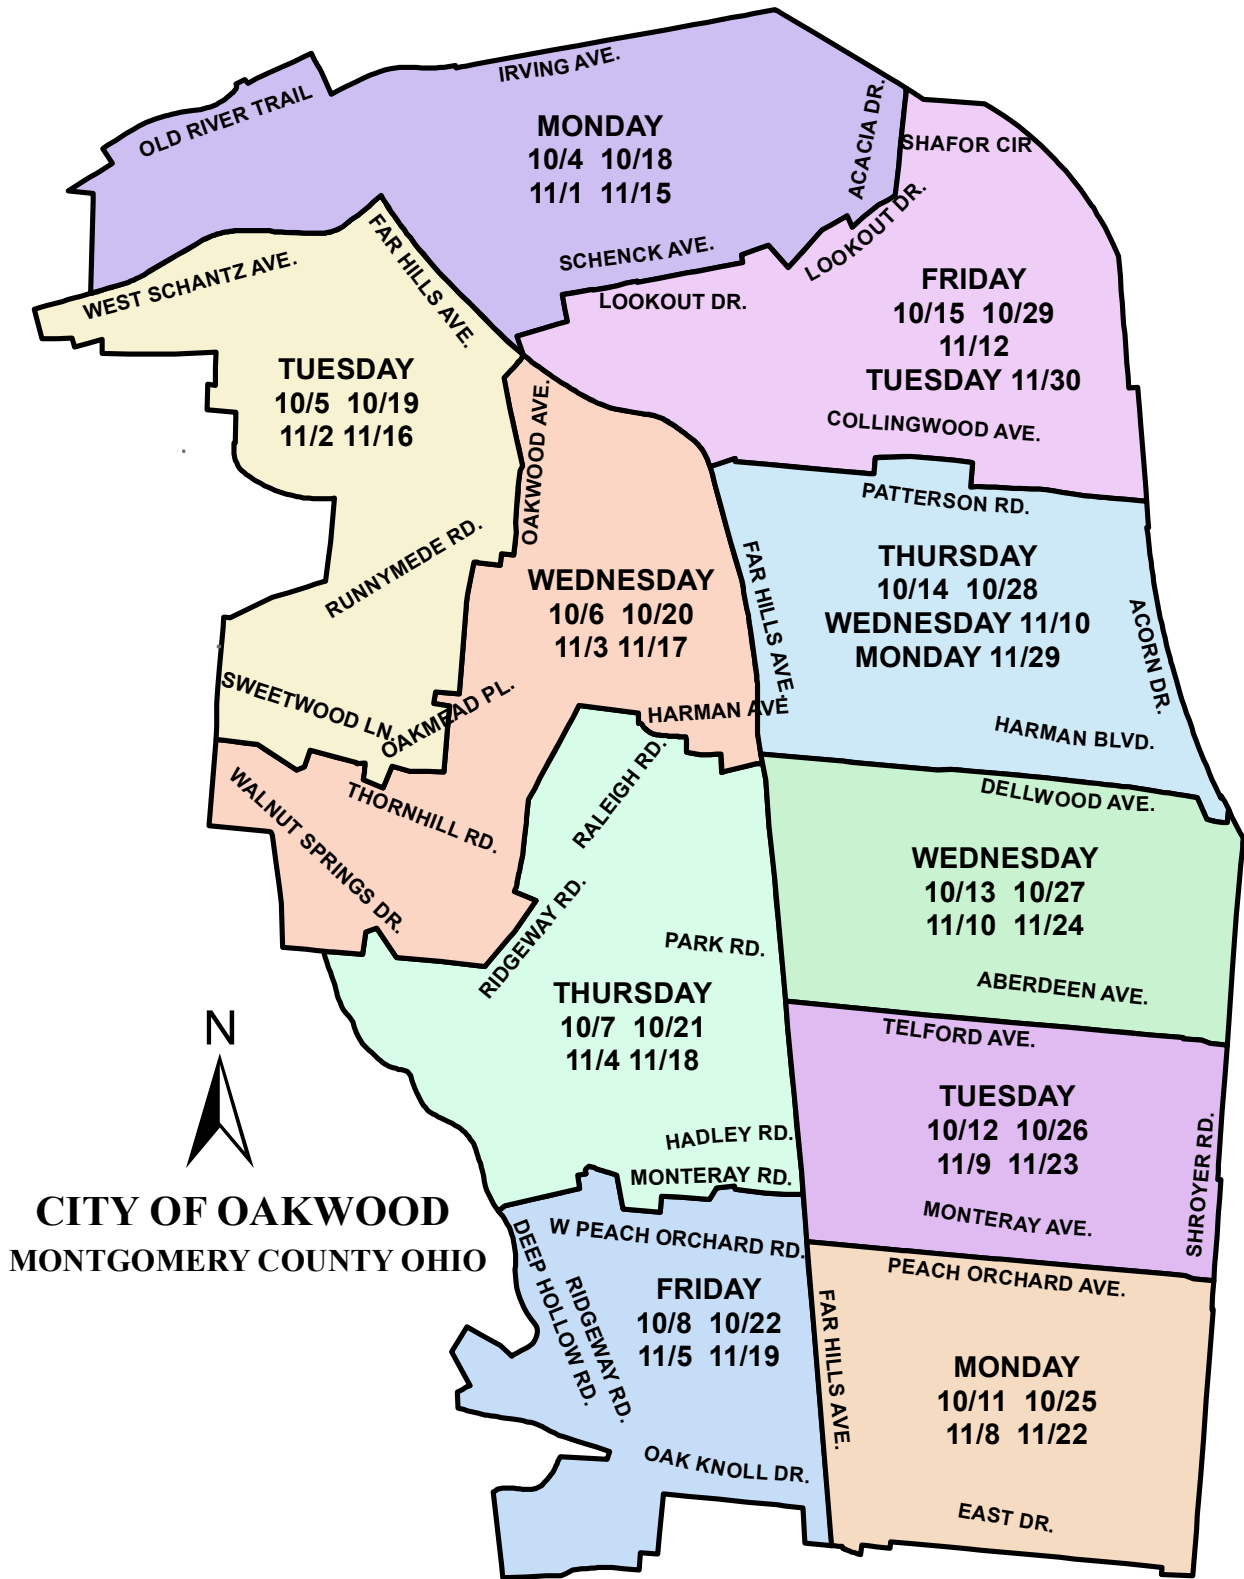 IRVING AVE.
OLD RIVER TRAIL
MONDAY
10/4 10/18
11/1 11/15
ACACIA DR.
SHAFOR CIR
LOOKOUT DR.
SCHENCK AVE.
LOOKOUT DR.
FAR HILLS AVE.
WEST SCHANTZ AVE.
FRIDAY
10/15 10/29
11/12
TUESDAY 11/30
COLLINGWOOD AVE.
TUESDAY
10/5 10/19
11/2 11/16
OAKWOOD AVE.
RUNNYMEDE RD.
SWEETWOOD LN.
OAKMEAD PL.
PATTERSON RD.
THURSDAY
10/14 10/28
WEDNESDAY 11/10
MONDAY 11/29
FAR HILLS AVE.
ACORN DR.
HARMAN BLVD.
WEDNESDAY
10/6 10/20
11/3 11/17
HARMAN AVE
THORNHILL RD.
WALNUT SPRINGS DR.
RALEIGH RD.
RIDGEWAY RD.
DELLWOOD AVE.
WEDNESDAY
10/13 10/27
11/10 11/24
ABERDEEN AVE.
PARK RD.
THURSDAY
10/7 10/21
11/4 11/18
HADLEY RD.
MONTERAY RD.
TELFORD AVE.
TUESDAY
10/12 10/26
11/9 11/23
SHROYER RD.
MONTERAY AVE.
N
CITY OF OAKWOOD
MONTGOMERY COUNTY OHIO
W PEACH ORCHARD RD.
DEEP HOLLOW RD.
RIDGEWAY RD.
FRIDAY
10/8 10/22
11/5 11/19
OAK KNOLL DR.
PEACH ORCHARD AVE.
FAR HILLS AVE.
MONDAY
10/11 10/25
11/8 11/22
EAST DR.